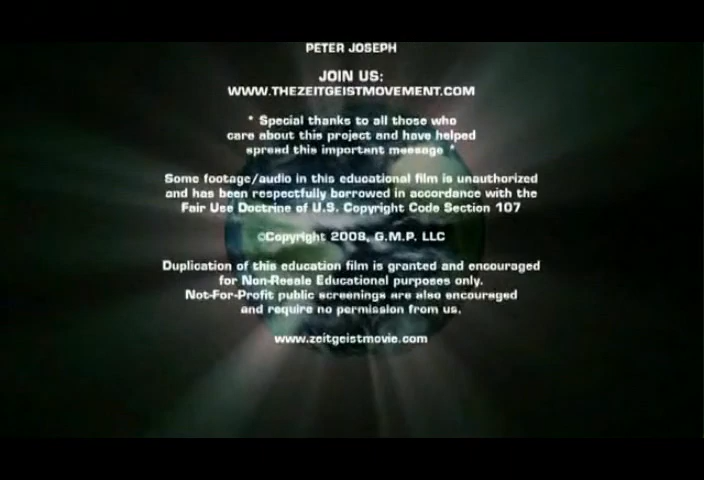 PETER JOSEPH
JOIN US:
WWW.THEZEITGEISTMOVEMENT.COM
* Special thanks to all those who
care about this project and have helped
spread this important message *
Some footage/audio in this educational film is unauthorized
and has been respectfully borrowed in accordance with the
Fair Use Doctrine of U.S. Copyright Code Section 107
©Copyright 2008, G.M.P. LLC
Duplication of this education film is granted and encouraged
for Non-Resale Educational purposes only.
Not-For-Profit public screenings are also encouraged
and require no permission from us.
www.zeitgeistmovie.com